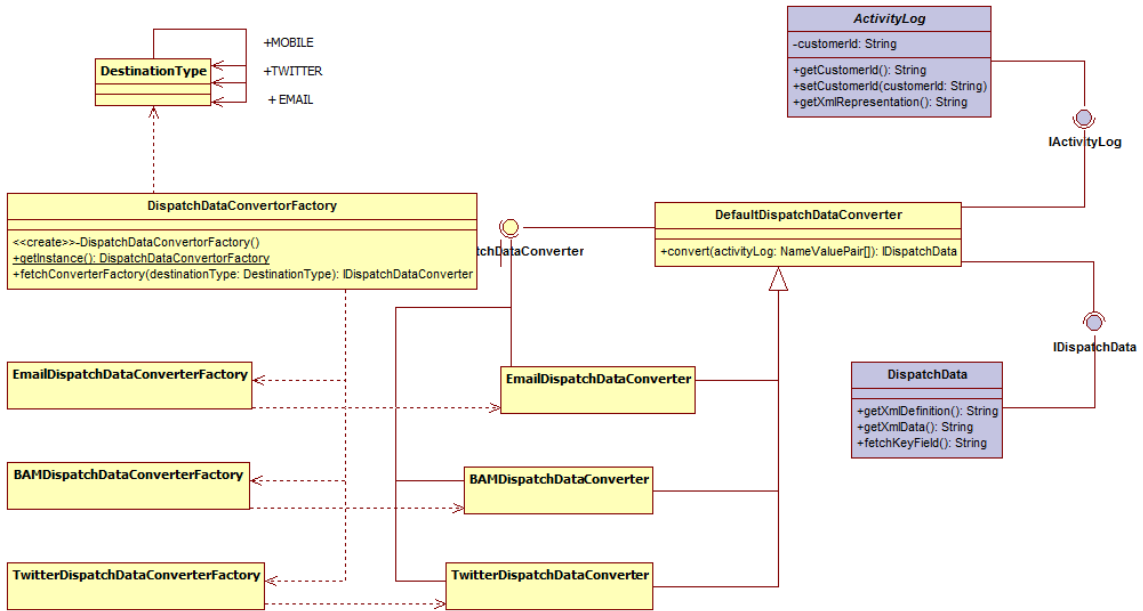 ActivityLog
-customerId: String
+getCustomerId(): String
+setCustomerId(customerId: String)
+getXmlRepresentation(): String
+MOBILE
+TWITTER
+ EMAIL
DestinationType
IActivityLog
DispatchDataConvertorFactory
<<create>>-DispatchDataConvertorFactory()
+getInstance(): DispatchDataConvertorFactory
+fetchConverterFactory(destinationType: DestinationType): IDispatchDataConverter
tchDataConverter
DefaultDispatchDataConverter
+convert(activityLog: NameValuePair[]): IDispatchData
IDispatchData
EmailDispatchDataConverterFactory
EmailDispatchDataConverter
DispatchData
+getXmlDefinition(): String
+getXmlData(): String
+fetchKeyField(): String
BAMDispatchDataConverterFactory
BAMDispatchDataConverter
TwitterDispatchDataConverterFactory
TwitterDispatchDataConverter